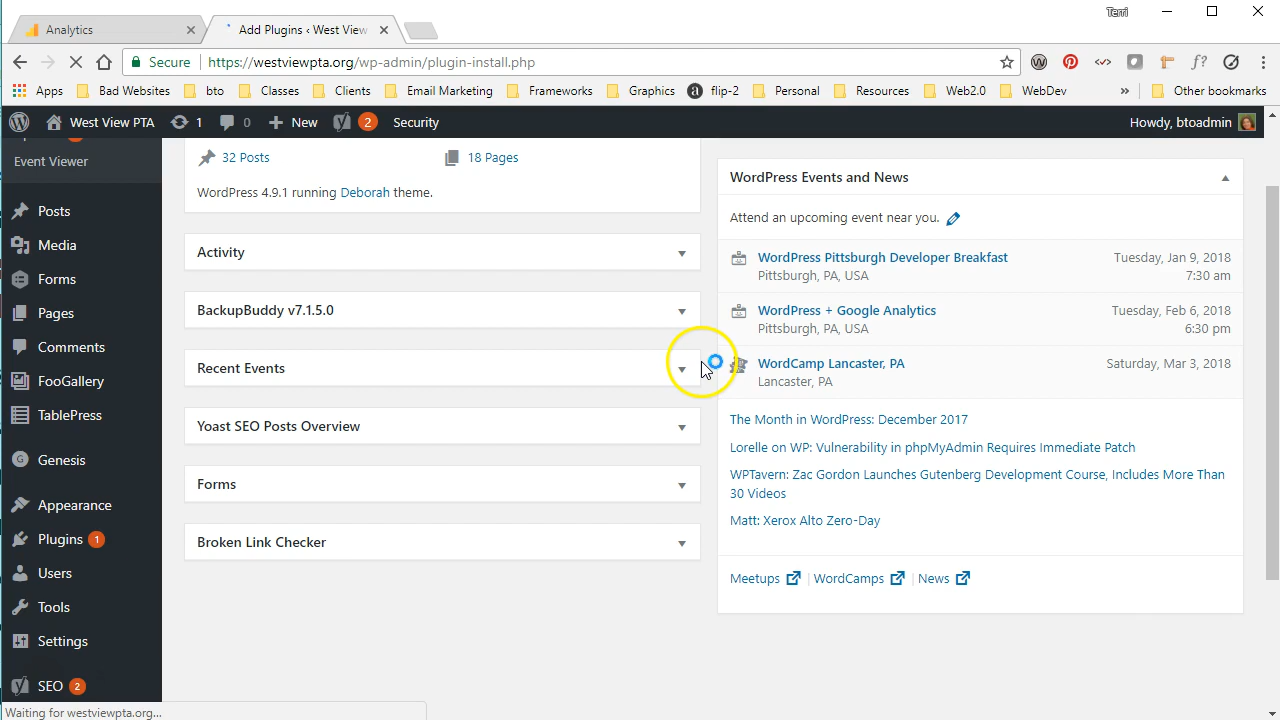 Terri
Analytics
Add Plugins ‹ West View
Secure
https://westviewpta.org/wp-admin/plugin-install.php
Apps
Bad Websites
bto
Classes
Clients
Email Marketing
Frameworks
Graphics
flip-2
Personal
Resources
Web2.0
WebDev
»
Other bookmarks
West View PTA
1
0
New
2
Security
Howdy, btoadmin
Event Viewer
Posts
Media
Forms
Pages
Comments
FooGallery
TablePress
Genesis
Appearance
Plugins 1
Users
Tools
Settings
SEO 2
32 Posts
18 Pages
WordPress 4.9.1 running Deborah theme.
Activity
BackupBuddy v7.1.5.0
Recent Events
Yoast SEO Posts Overview
Forms
Broken Link Checker
WordPress Events and News
Attend an upcoming event near you.
WordPress Pittsburgh Developer Breakfast
Tuesday, Jan 9, 2018
Pittsburgh, PA, USA
7:30 am
WordPress + Google Analytics
Tuesday, Feb 6, 2018
Pittsburgh, PA, USA
6:30 pm
WordCamp Lancaster, PA
Saturday, Mar 3, 2018
Lancaster, PA
The Month in WordPress: December 2017
Lorelle on WP: Vulnerability in phpMyAdmin Requires Immediate Patch
WPTavern: Zac Gordon Launches Gutenberg Development Course, Includes More Than
30 Videos
Matt: Xerox Alto Zero-Day
Meetups | WordCamps | News
Waiting for westviewpta.org...